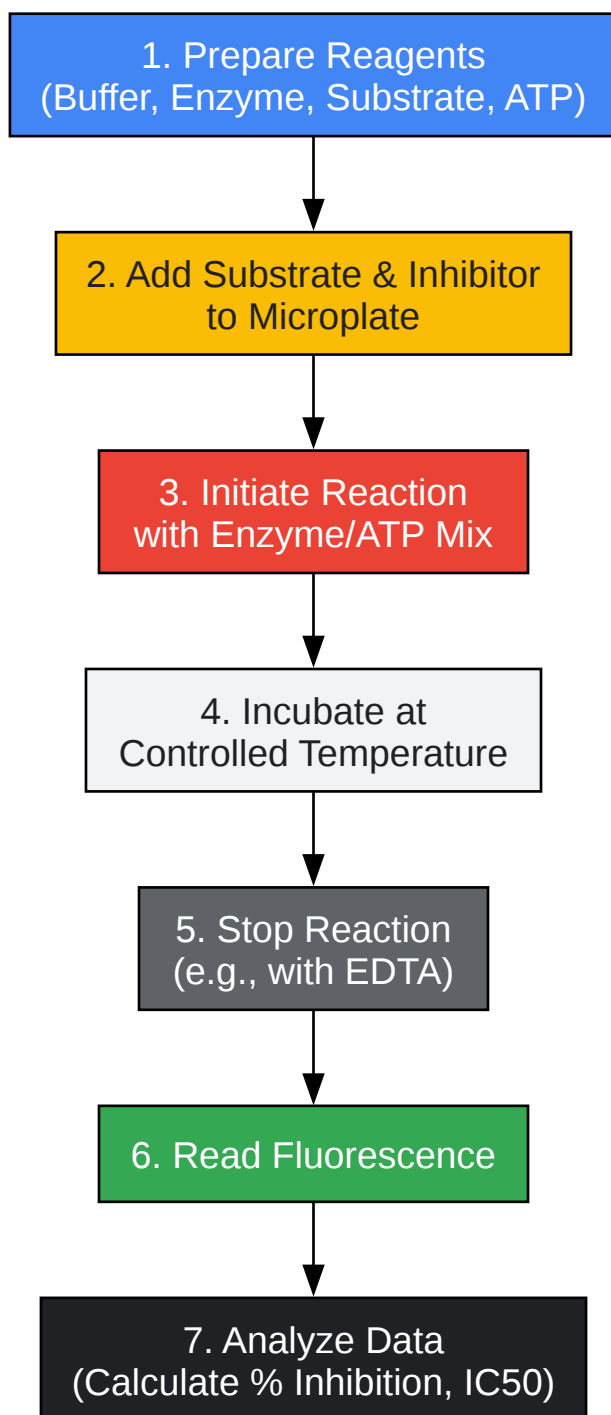 1. Prepare Reagents
(Buffer, Enzyme, Substrate, ATP)
2. Add Substrate & Inhibitor
to Microplate
3. Initiate Reaction
with Enzyme/ATP Mix
4. Incubate at
Controlled Temperature
5. Stop Reaction
(e.g., with EDTA)
6. Read Fluorescence
7. Analyze Data
(Calculate % Inhibition, IC50)